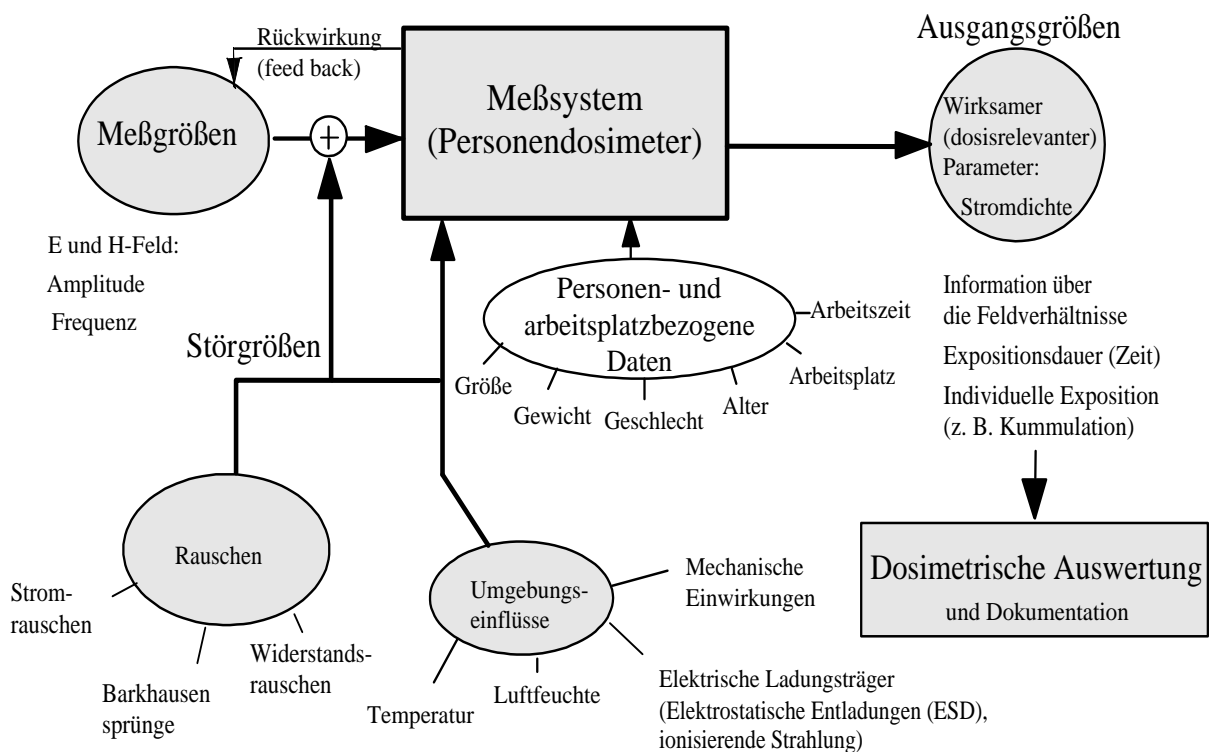 Rückwirkung
(feed back)
Ausgangsgrößen
Meßsystem
(Personendosimeter)
Meßgrößen
+
Wirksamer
(dosisrelevanter)
Parameter:
Stromdichte
E und H-Feld:
Amplitude
Frequenz
Störgrößen
Personen- und
arbeitsplatzbezogene
Daten
Arbeitszeit
Arbeitsplatz
Größe
Gewicht
Geschlecht
Alter
Information über
die Feldverhältnisse
Expositionsdauer (Zeit)
Individuelle Exposition
(z. B. Kummulation)
Rauschen
Strom-
rauschen
Barkhausen
sprünge
Widerstands-
rauschen
Umgebungs-
einflüsse
Mechanische
Einwirkungen
Temperatur
Luftfeuchte
Elektrische Ladungsträger
(Elektrostatische Entladungen (ESD),
ionisierende Strahlung)
Dosimetrische Auswertung
und Dokumentation